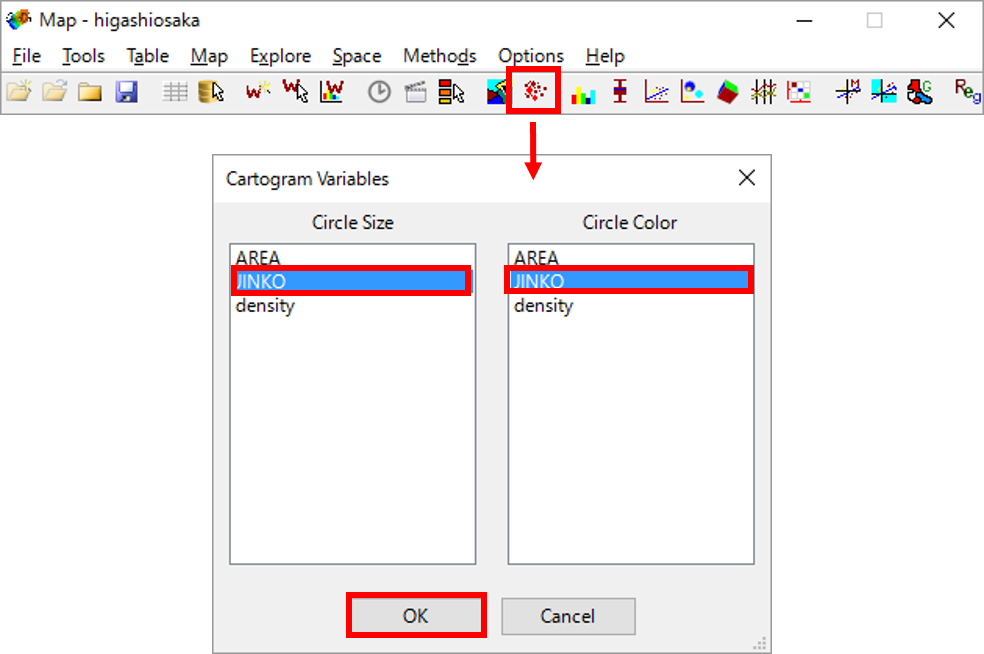 Map - higashiosaka
File Tools Table Map Explore Space Methods Options Help
W W W M G Reg
Cartogram Variables
Circle Size Circle Color
AREA AREA
JINKO JINKO
density density
OK Cancel